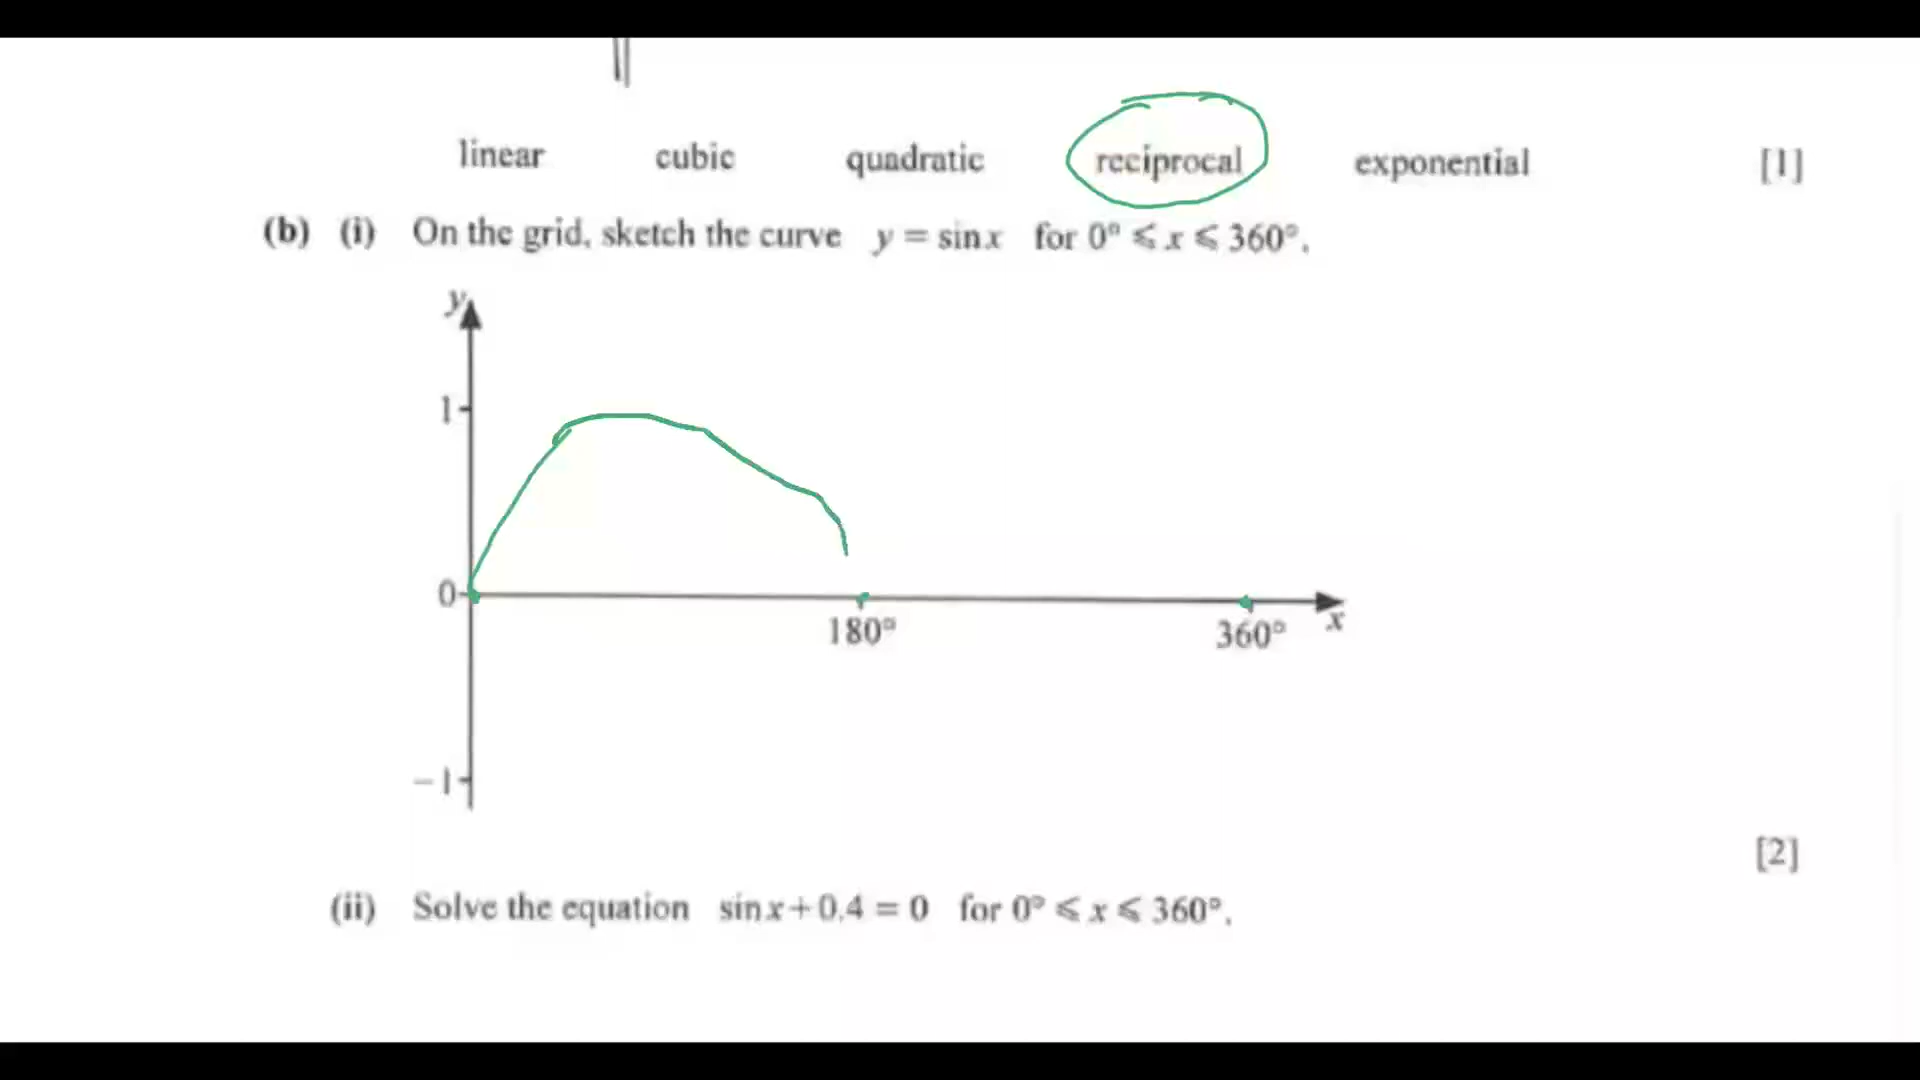 linear cubic quadratic reciprocal exponential [1]
(b) (i) On the grid, sketch the curve y = sin x for 0° ⩽ x ⩽ 360°.
y
1
0
180° 360° x
−1
[2]
(ii) Solve the equation sin x + 0.4 = 0 for 0° ⩽ x ⩽ 360°.